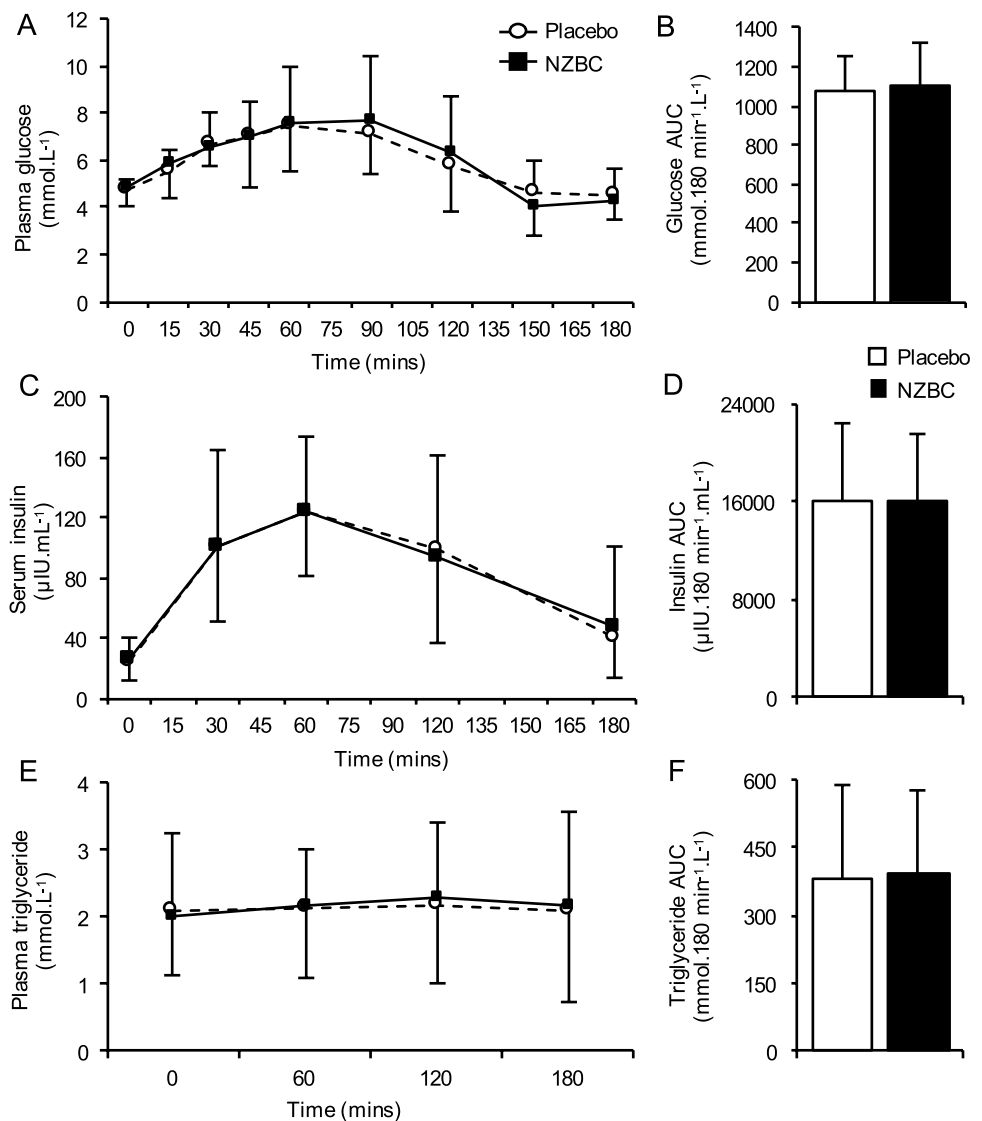 A
Placebo
NZBC
Plasma glucose
(mmol.L-1)
12
10
8
6
4
2
0
0 15 30 45 60 75 90 105 120 135 150 165 180
Time (mins)
B
Glucose AUC
(mmol.180 min-1.L-1)
1400
1200
1000
800
600
400
200
0
Placebo
NZBC
C
Serum insulin
(µIU.mL-1)
200
160
120
80
40
0
0 15 30 45 60 75 90 120 135 150 165 180
Time (mins)
D
Insulin AUC
(µIU.180 min-1.mL-1)
24000
16000
8000
0
E
Plasma triglyceride
(mmol.L-1)
4
3
2
1
0
0 60 120 180
Time (mins)
F
Triglyceride AUC
(mmol.180 min-1.L-1)
600
450
300
150
0